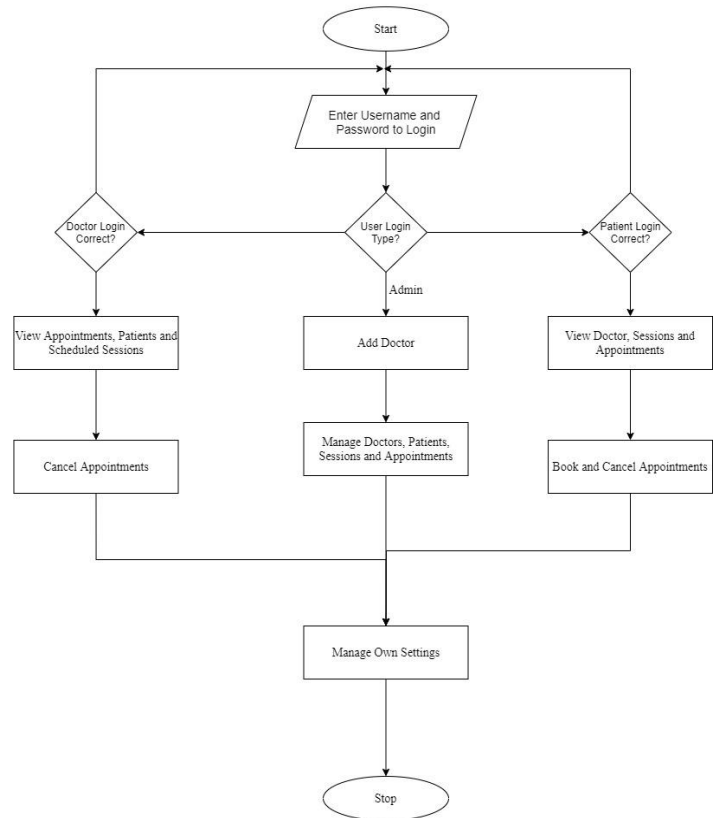 Start
Enter Username and
Password to Login
Doctor Login
Correct?
User Login
Type?
Patient Login
Correct?
Admin
View Appointments, Patients and
Scheduled Sessions
Add Doctor
View Doctor, Sessions and
Appointments
Cancel Appointments
Manage Doctors, Patients,
Sessions and Appointments
Book and Cancel Appointments
Manage Own Settings
Stop